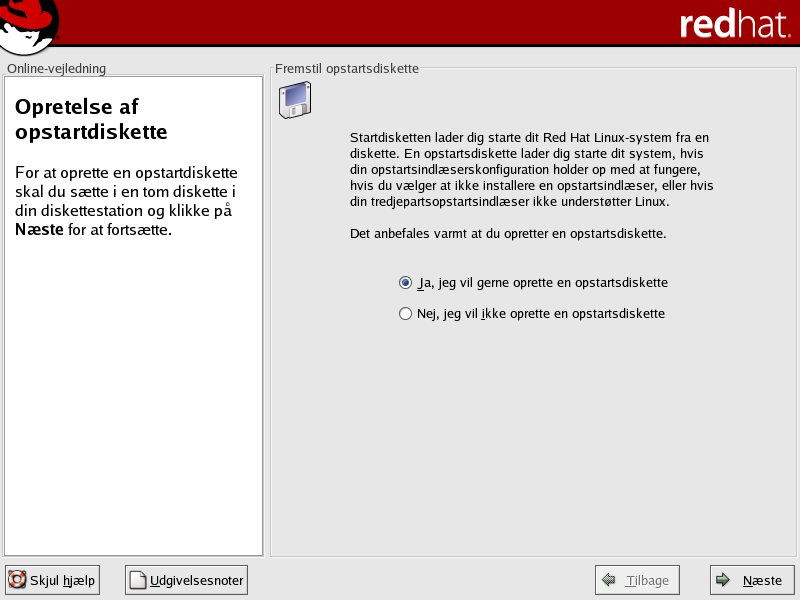 redhat.
Online-vejledning
Opretelse af
opstartdiskette
For at oprette en opstartdiskette
skal du sætte i en tom diskette i
din diskettestation og klikke på
Næste for at fortsætte.
Fremstil opstartsdiskette
Startdisketten lader dig starte dit Red Hat Linux-system fra en
diskette. En opstartsdiskette lader dig starte dit system, hvis
din opstartsindlæserskonfiguration holder op med at fungere,
hvis du vælger at ikke installere en opstartsindlæser, eller hvis
din tredjepartsopstartsindlæser ikke understøtter Linux.
Det anbefales varmt at du opretter en opstartsdiskette.
Ja, jeg vil gerne oprette en opstartsdiskette
Nej, jeg vil ikke oprette en opstartsdiskette
Skjul hjælp
Udgivelsesnoter
Tilbage
Næste